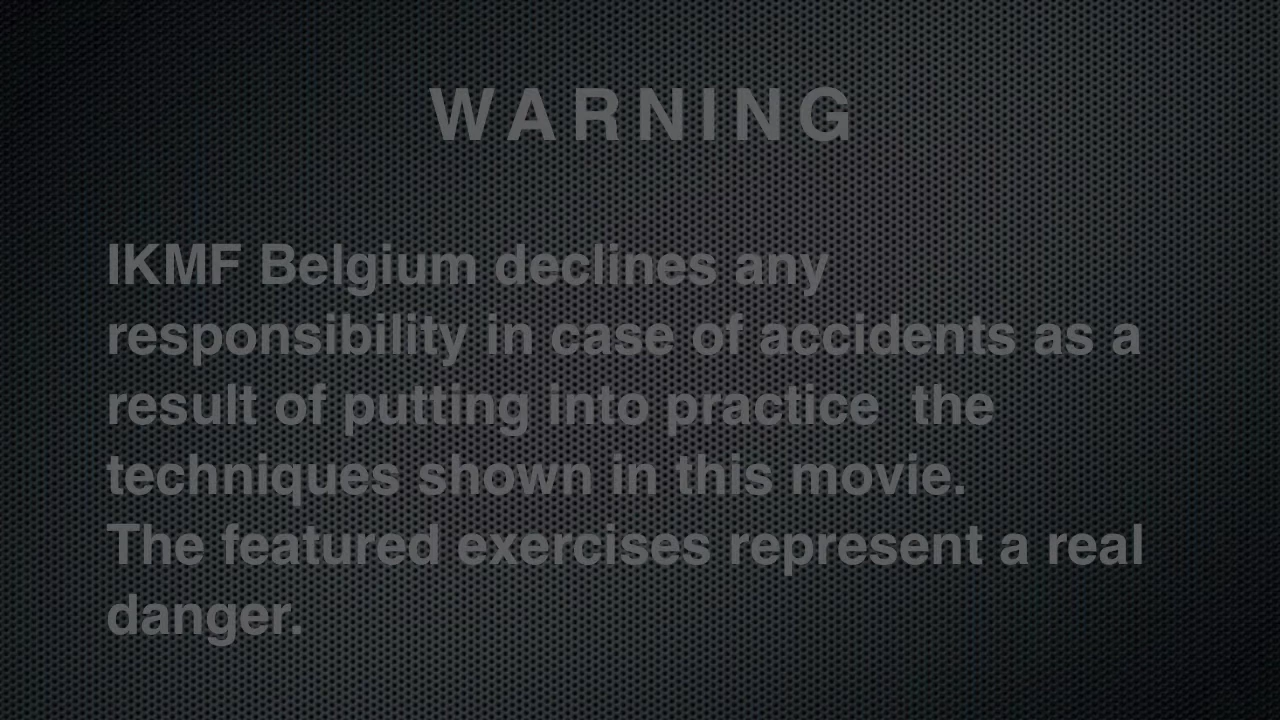 WARNING
IKMF Belgium declines any
responsibility in case of accidents as a
result of putting into practice  the
techniques shown in this movie.
The featured exercises represent a real
danger.